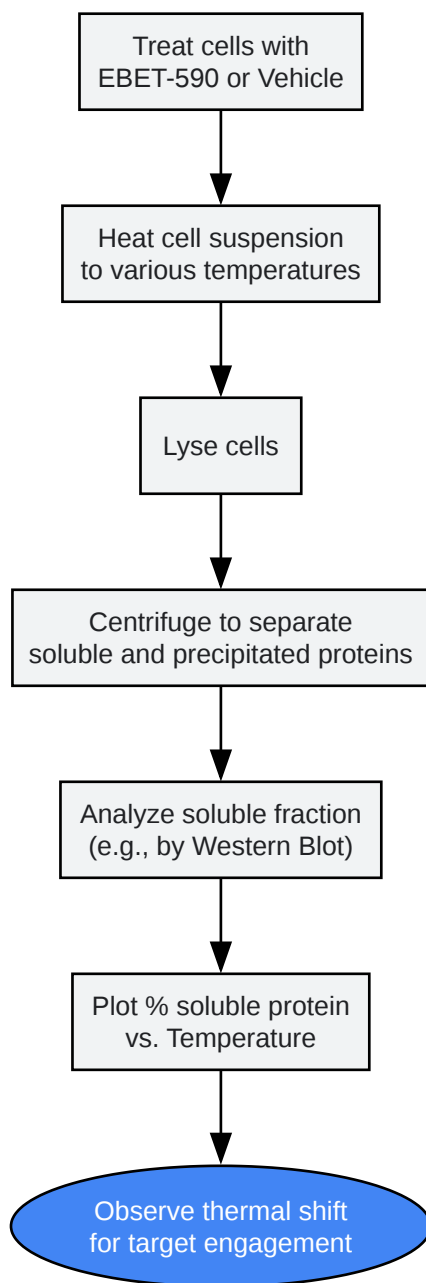 Treat cells with
EBET-590 or Vehicle
Heat cell suspension
to various temperatures
Lyse cells
Centrifuge to separate
soluble and precipitated proteins
Analyze soluble fraction
(e.g., by Western Blot)
Plot % soluble protein
vs. Temperature
Observe thermal shift
for target engagement